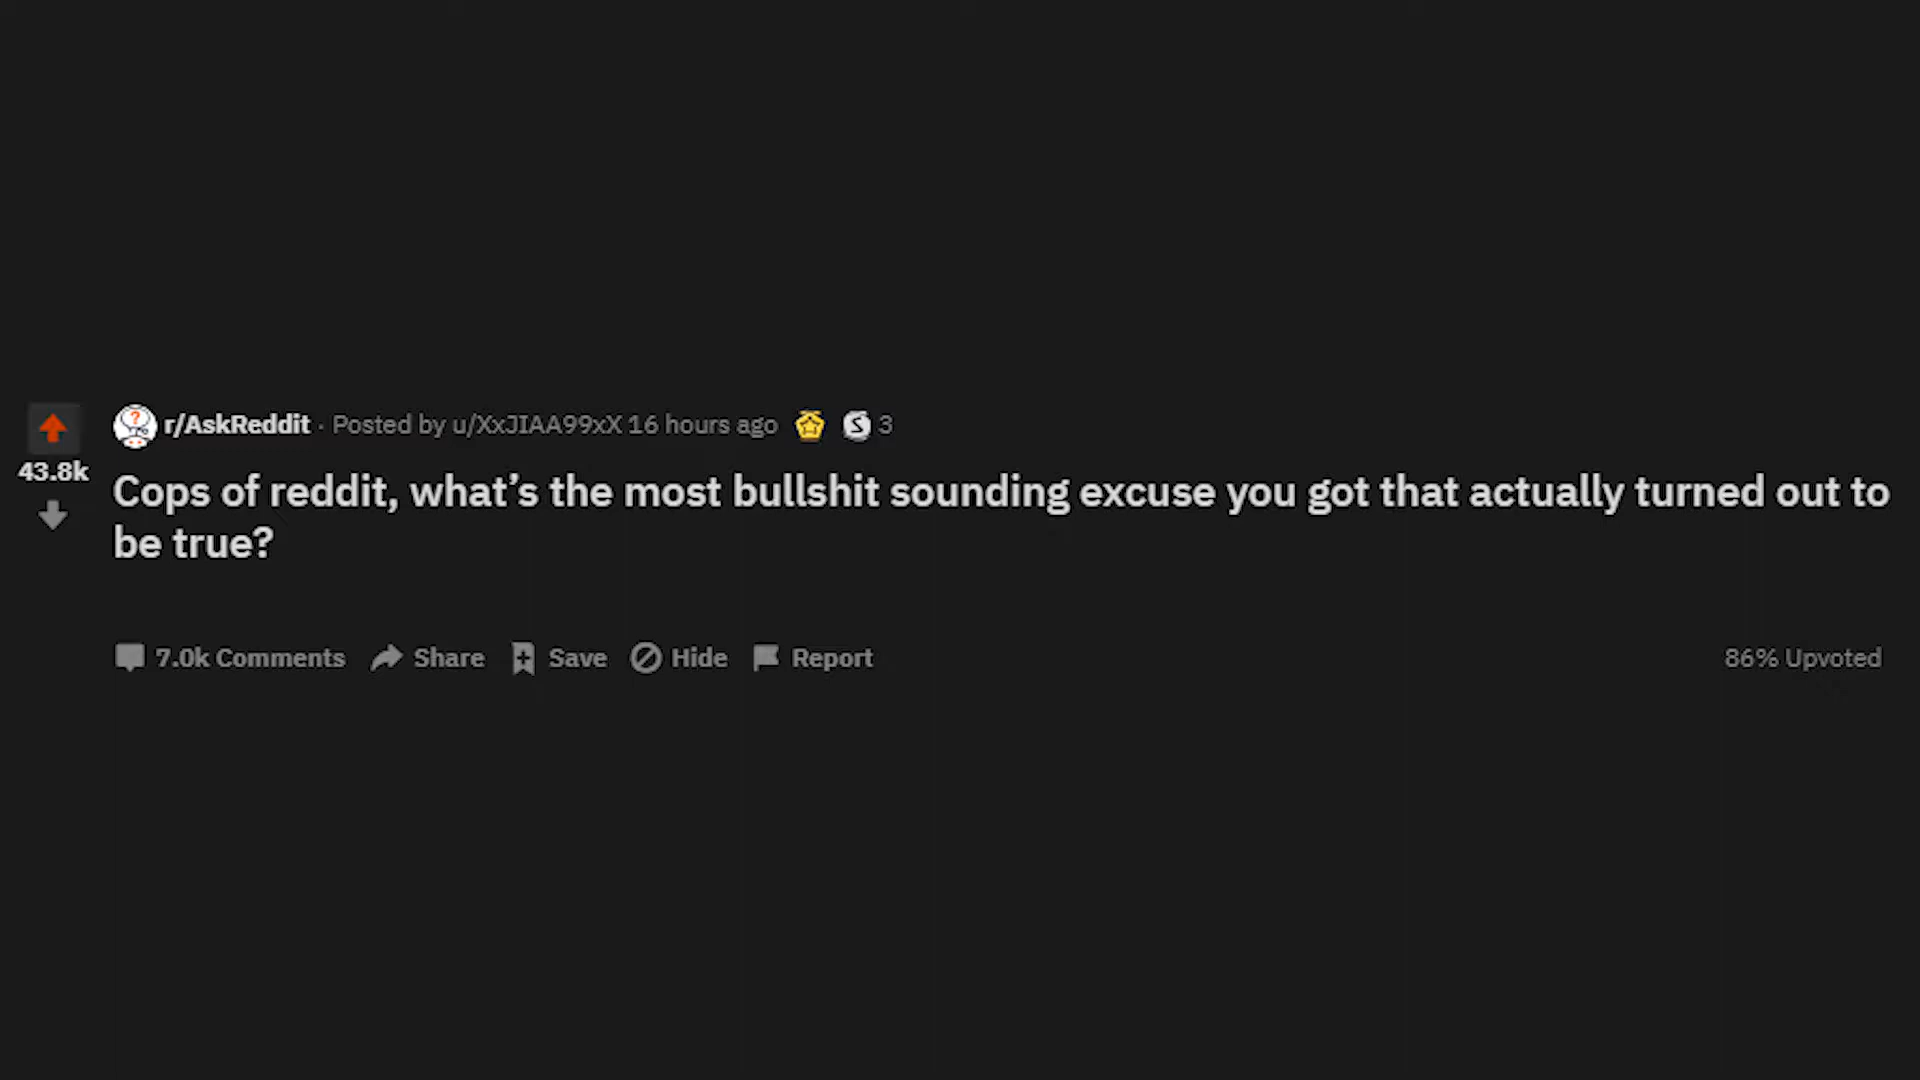 r/AskReddit · Posted by u/XxJIAA99xX 16 hours ago 3
43.8k
Cops of reddit, what’s the most bullshit sounding excuse you got that actually turned out to
be true?
7.0k Comments Share Save Hide Report 86% Upvoted